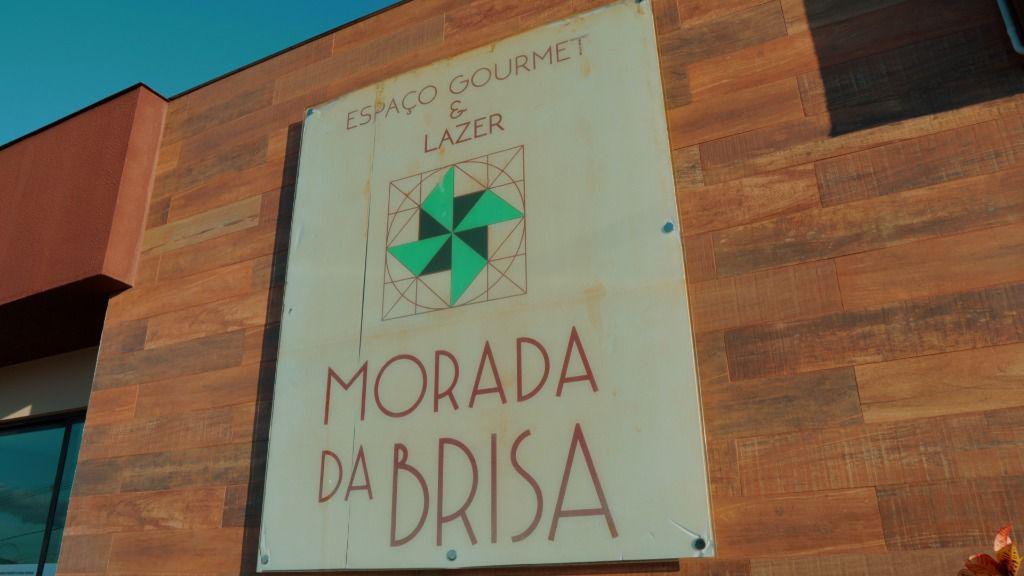 ESPAÇO GOURMET
&
LAZER
MORADA
DA BRISA